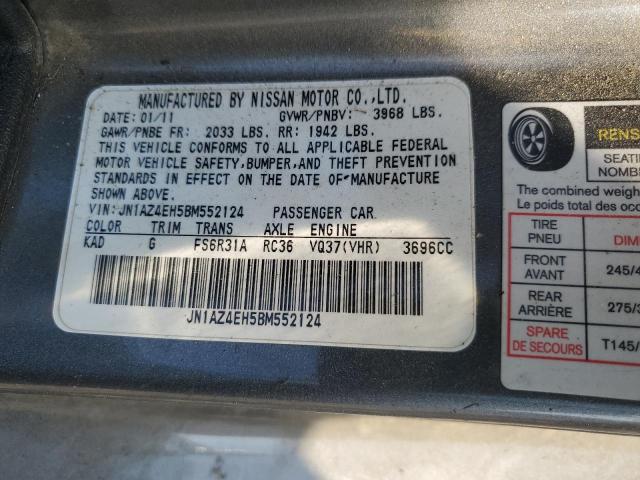 MANUFACTURED BY NISSAN MOTOR CO.,LTD.
DATE: 01/11 GVWR/PNBV: 3968 LBS.
GAWR/PNBE FR: 2033 LBS. RR: 1942 LBS.
THIS VEHICLE CONFORMS TO ALL APPLICABLE FEDERAL
MOTOR VEHICLE SAFETY,BUMPER,AND THEFT PREVENTION
STANDARDS IN EFFECT ON THE DATE OF MANUFACTURE
SHOWN ABOVE.
VIN: JN1AZ4EH5BM552124 PASSENGER CAR
COLOR TRIM TRANS AXLE ENGINE
KAD G FS6R31A RC36 VQ37(VHR) 3696CC
JN1AZ4EH5BM552124
SEATI
NOMB
The combined weigh
Le poids total des occ
TIRE
PNEU
DIM
FRONT
AVANT
245/4
REAR
ARRIÈRE
275/3
SPARE
DE SECOURS
T145/